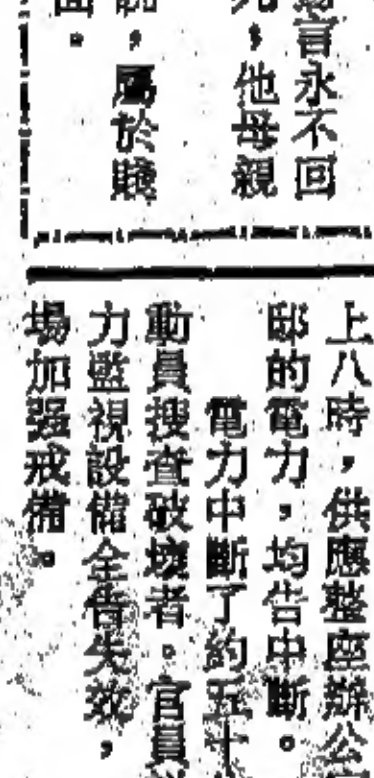 言永不回
，他母親
，屬於賤
面。
上八時，供應整座辦公
邸的電力，均告中斷。
電力中斷了約五十
動員搜查破壞者。官員
力監視設備全告失效，
場加强戒備。